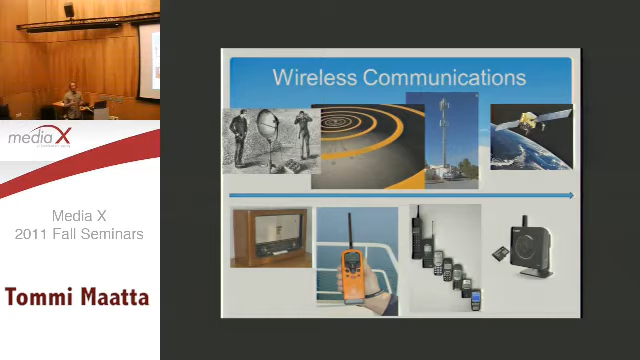 Wireless Communications
media X
Media X
2011 Fall Seminars
Tommi Maatta